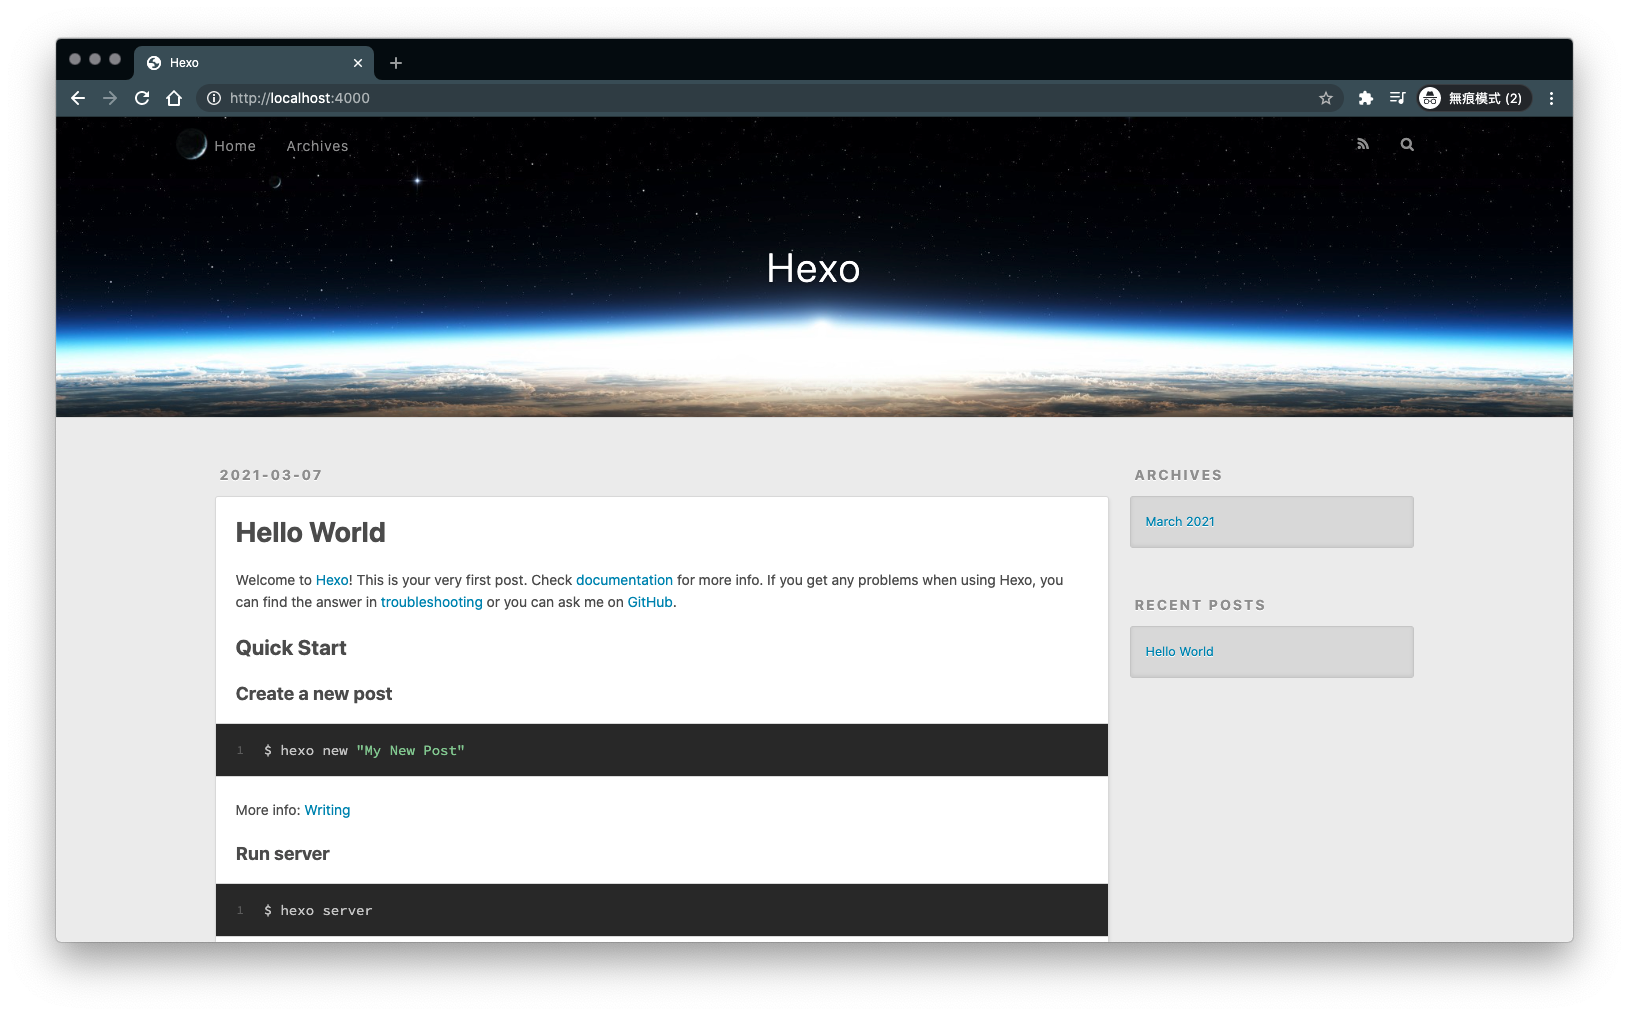 Hexo
http://localhost:4000
無痕模式 (2)
Home Archives
Hexo
2021-03-07
Hello World
Welcome to Hexo! This is your very first post. Check documentation for more info. If you get any problems when using Hexo, you
can find the answer in troubleshooting or you can ask me on GitHub.
Quick Start
Create a new post
1 $ hexo new "My New Post"
More info: Writing
Run server
1 $ hexo server
ARCHIVES
March 2021
RECENT POSTS
Hello World